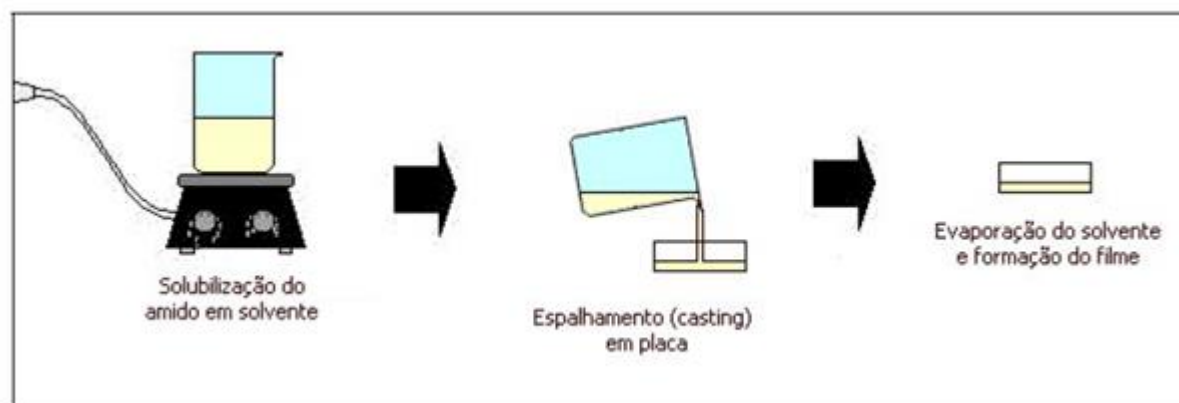 Solubilização do
amido em solvente
Espalhamento (casting)
em placa
Evaporação do solvente
e formação do filme